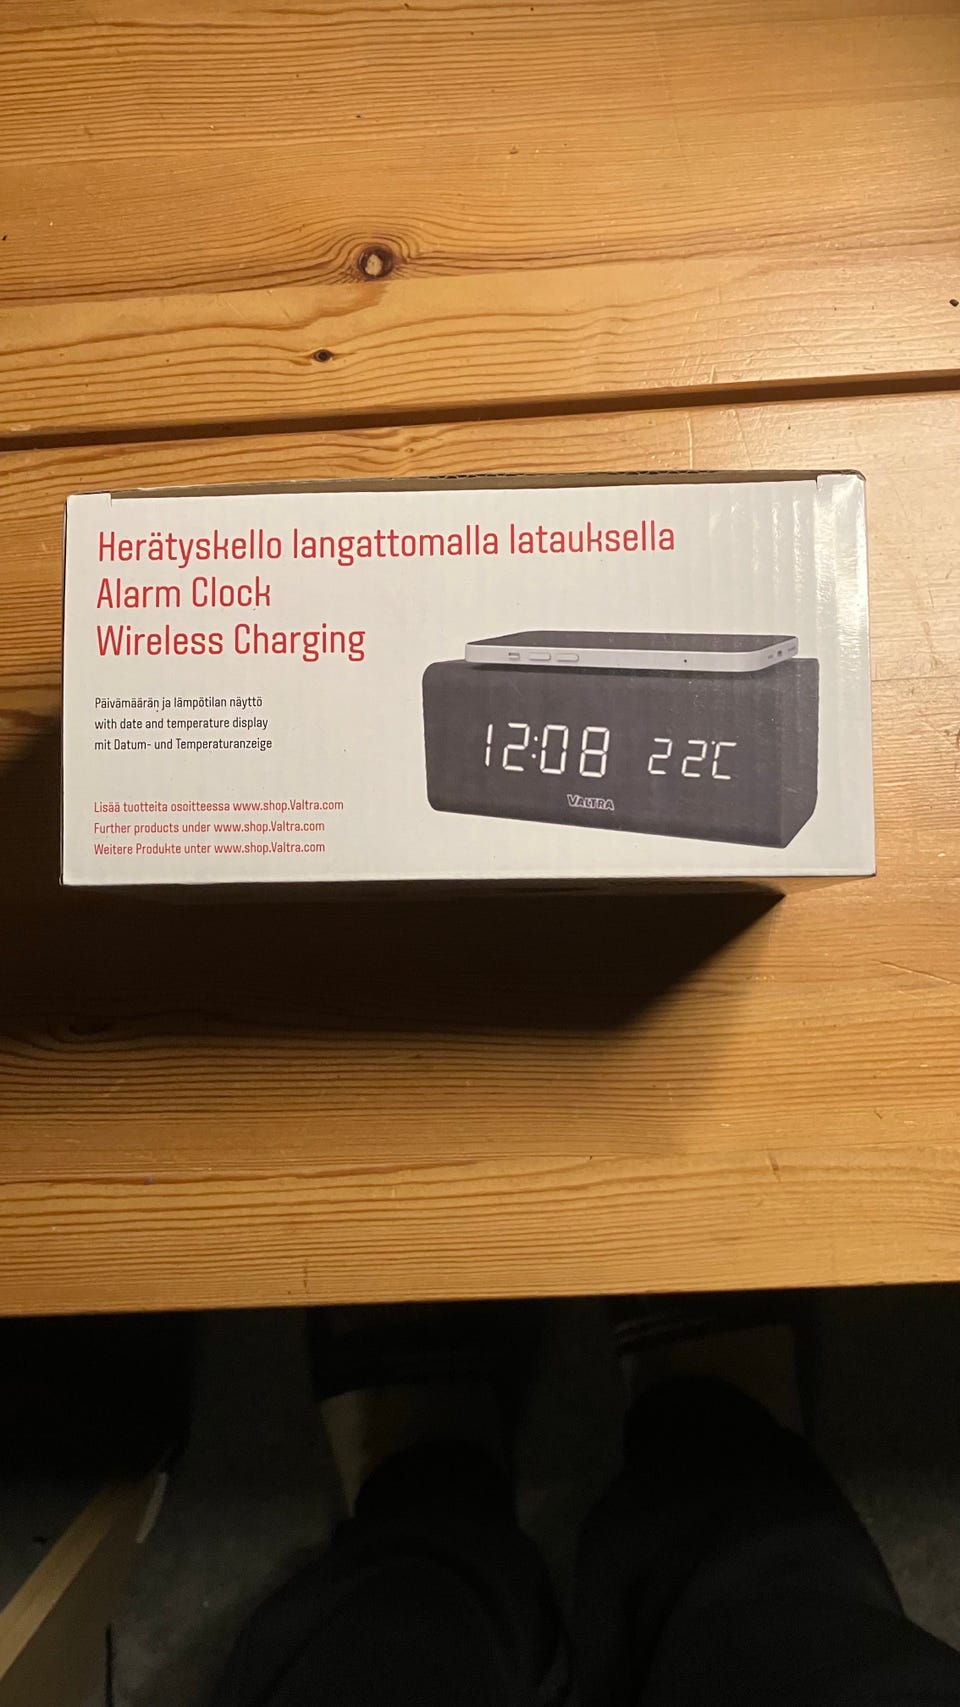 Herätyskello langattomalla latauksella
Alarm Clock
Wireless Charging
Päivämäärän ja lämpötilan näyttö
with date and temperature display
mit Datum- und Temperaturanzeige
Lisää tuotteita osoitteessa www.shop.Valtra.com
Further products under www.shop.Valtra.com
Weitere Produkte unter www.shop.Valtra.com
12:08 22°C
VALTRA